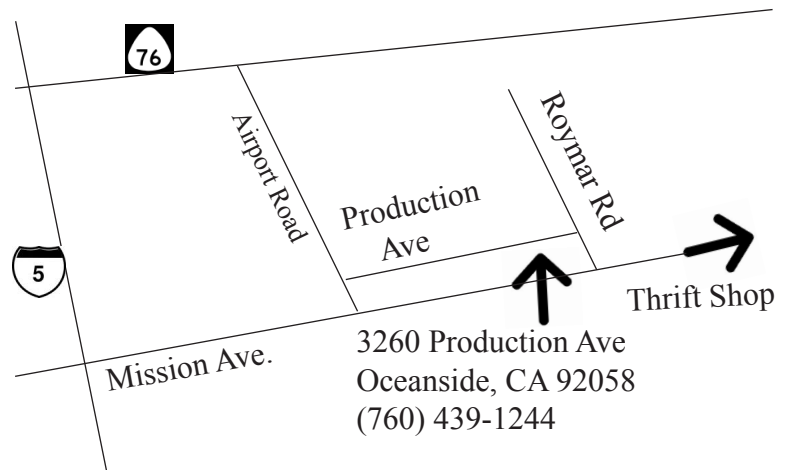 76
Airport Road
Roymar Rd
Production
Ave
5
Thrift Shop
Mission Ave.
3260 Production Ave
Oceanside, CA 92058
(760) 439-1244